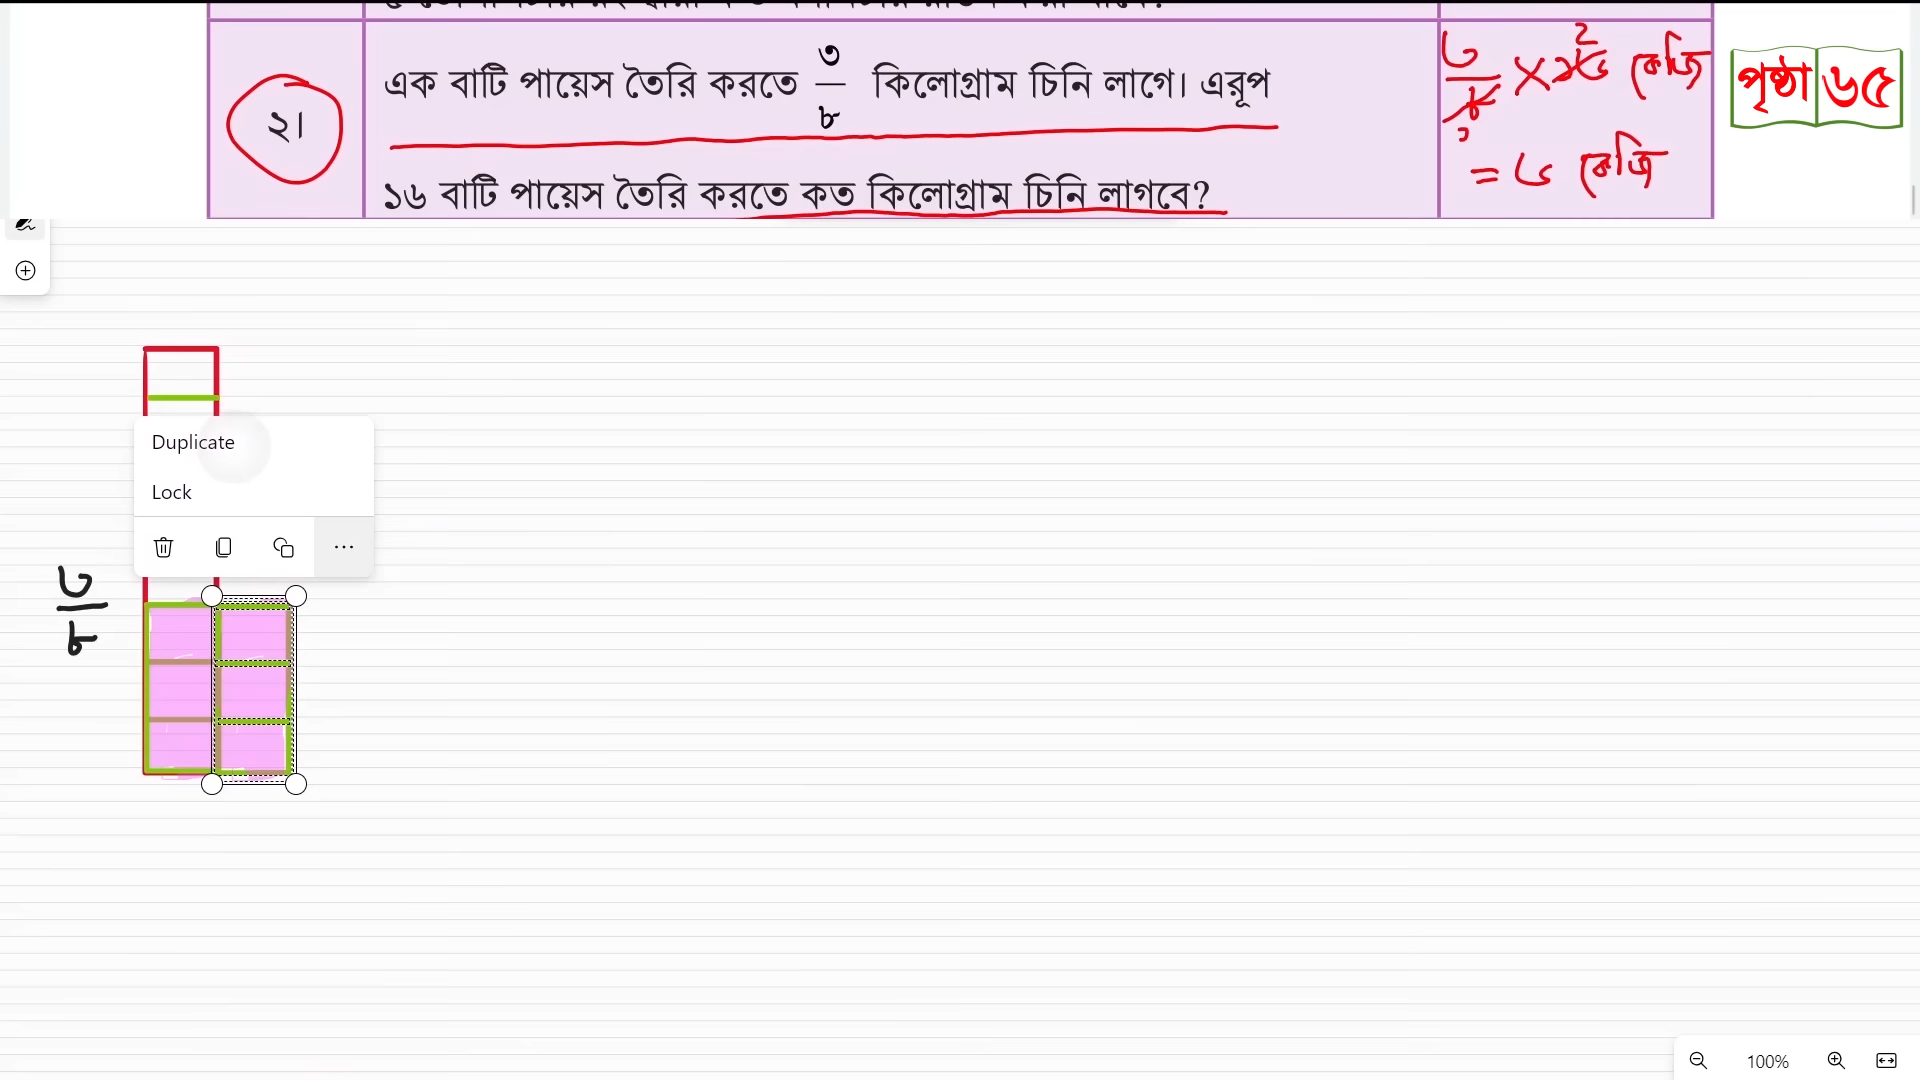 ২।
এক বাটি পায়েস তৈরি করতে ৩/৮ কিলোগ্রাম চিনি লাগে। এরূপ
১৬ বাটি পায়েস তৈরি করতে কত কিলোগ্রাম চিনি লাগবে?
৩/৮ × ১৬ কেজি
= ৬ কেজি
পৃষ্ঠা ৬৫
Duplicate
Lock
৩/৮
100%